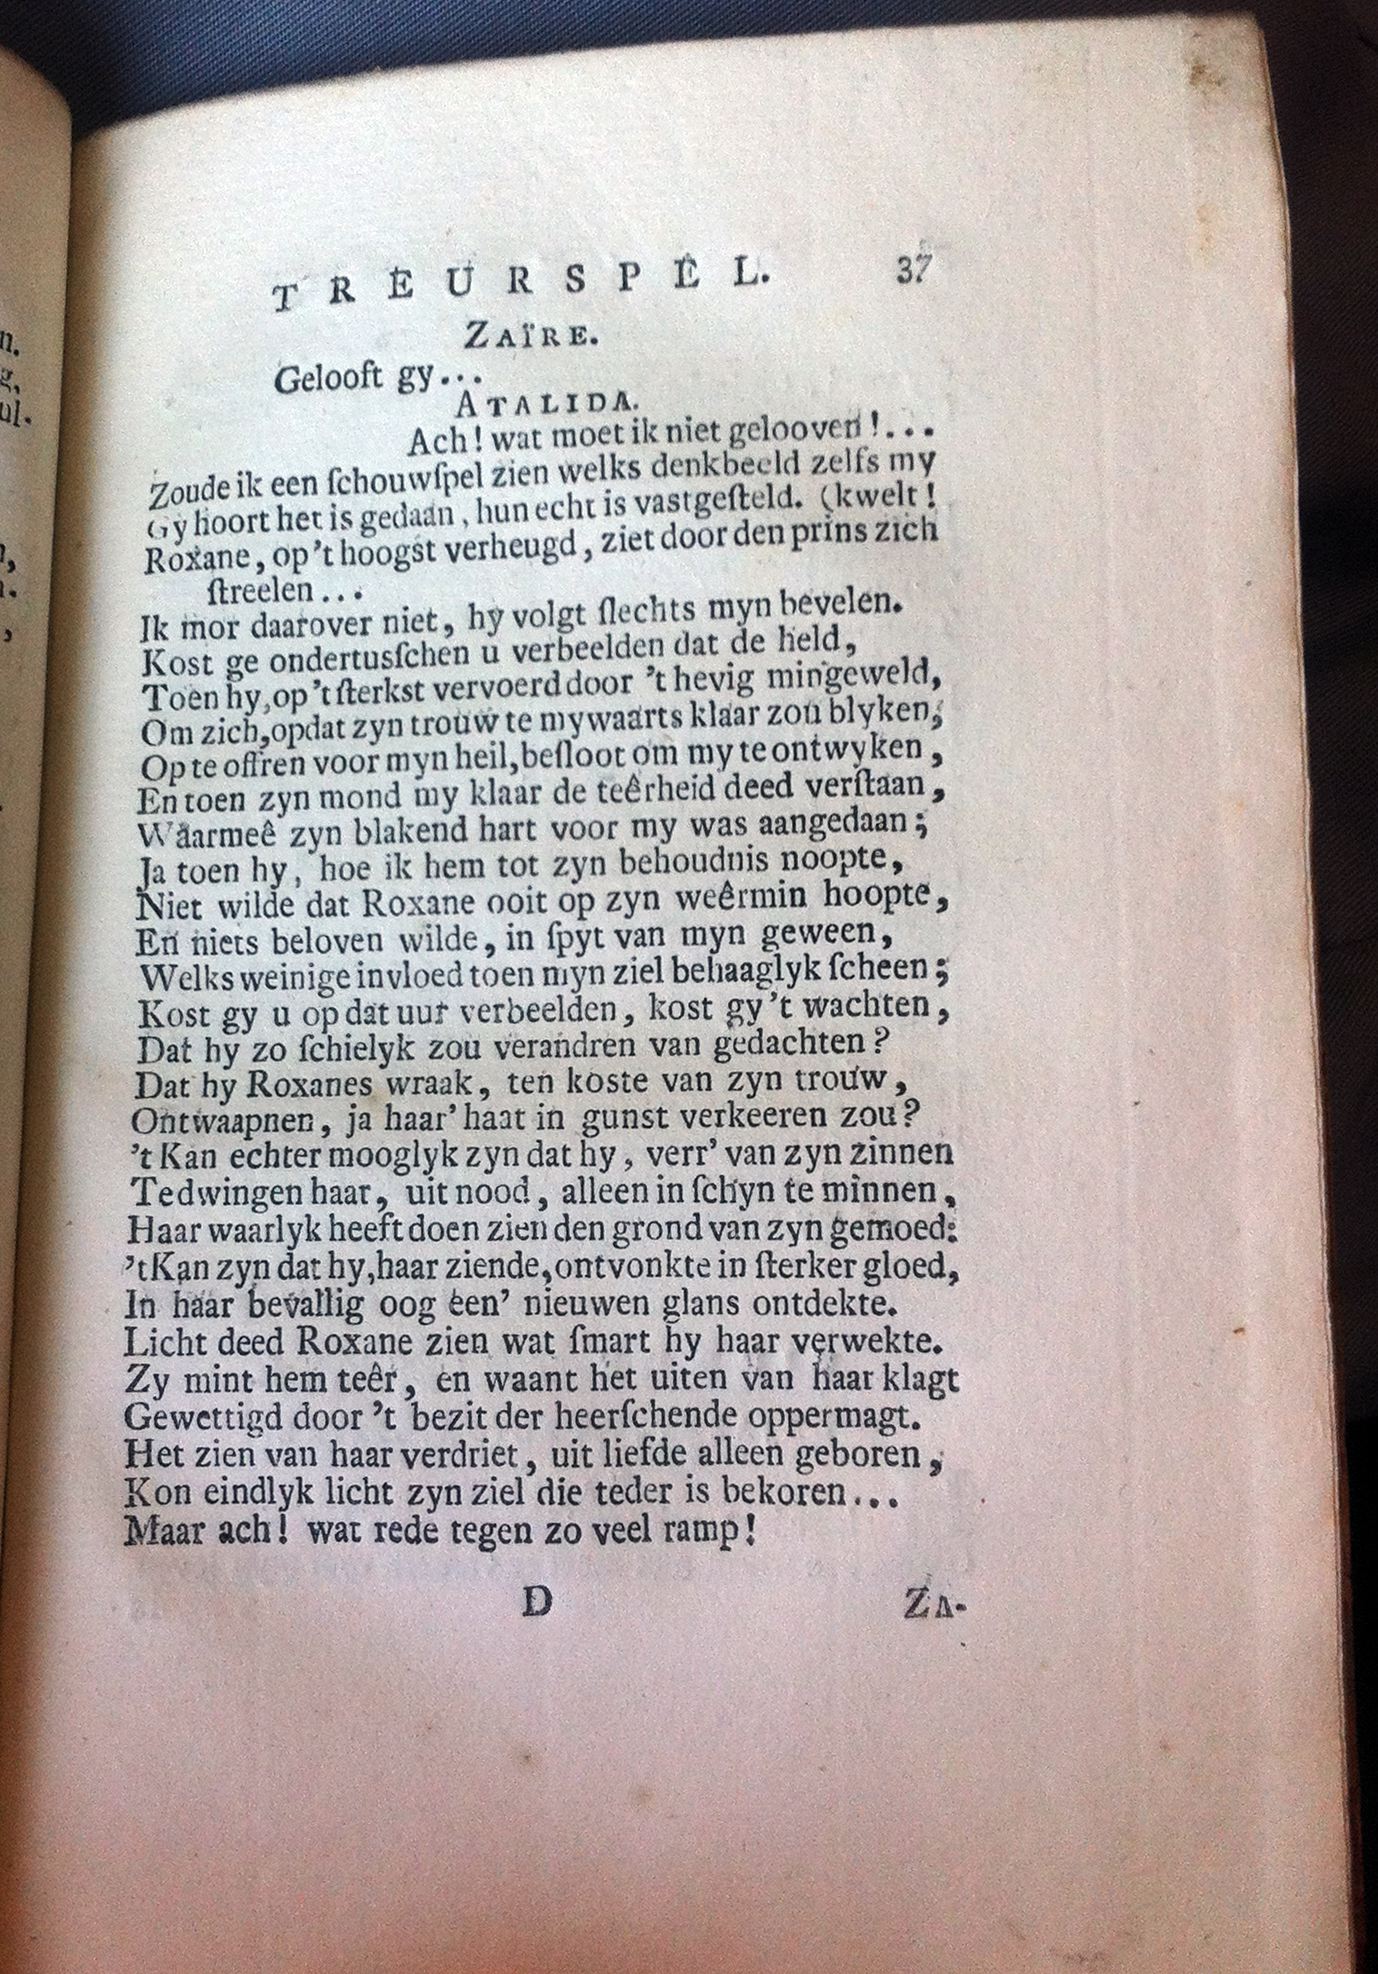 TREURSPEL. 37
ZAÏRE.
Gelooft gy...
ATALIDA.
Ach! wat moet ik niet gelooven!...
Zoude ik een ſchouwſpel zien welks denkbeeld zelfs my
Gy hoort het is gedaan, hun echt is vastgeſteld. (kwelt!
Roxane, op 't hoogst verheugd, ziet door den prins zich
ſtreelen...
Ik mor daarover niet, hy volgt ſlechts myn bevelen.
Kost ge ondertusſchen u verbeelden dat de held,
Toen hy, op 't ſterkst vervoerd door 't hevig mingeweld,
Om zich, opdat zyn trouw te mywaarts klaar zou blyken,
Op te offren voor myn heil, beſloot om my te ontwyken,
En toen zyn mond my klaar de teêrheid deed verſtaan,
Waarmeê zyn blakend hart voor my was aangedaan;
Ja toen hy, hoe ik hem tot zyn behoudnis noopte,
Niet wilde dat Roxane ooit op zyn weêrmin hoopte,
En niets beloven wilde, in ſpyt van myn geween,
Welks weinige invloed toen myn ziel behaaglyk ſcheen;
Kost gy u op dat uur verbeelden, kost gy 't wachten,
Dat hy zo ſchielyk zou verandren van gedachten?
Dat hy Roxanes wraak, ten koste van zyn trouw,
Ontwaapnen, ja haar' haat in gunst verkeeren zou?
't Kan echter mooglyk zyn dat hy, verr' van zyn zinnen
Te dwingen haar, uit nood, alleen in ſchyn te minnen,
Haar waarlyk heeft doen zien den grond van zyn gemoed:
't Kan zyn dat hy, haar ziende, ontvonkte in ſterker gloed,
In haar bevallig oog een' nieuwen glans ontdekte.
Licht deed Roxane zien wat ſmart hy haar verwekte.
Zy mint hem teêr, en waant het uiten van haar klagt
Gewettigd door 't bezit der heerſchende oppermagt.
Het zien van haar verdriet, uit liefde alleen geboren,
Kon eindlyk licht zyn ziel die teder is bekoren...
Maar ach! wat rede tegen zo veel ramp!
D ZA-